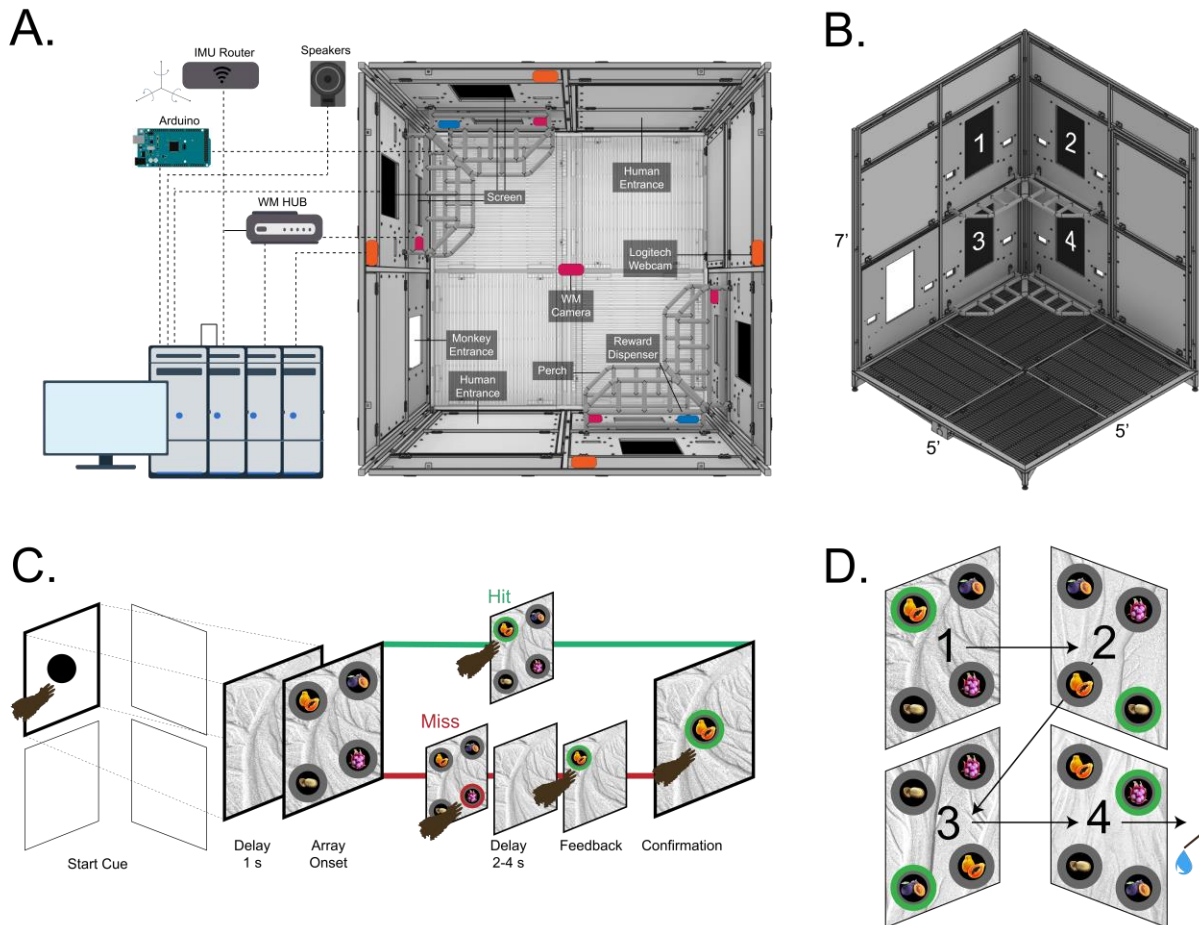 A.
IMU Router
Speakers
Arduino
WM HUB
Screen
Human
Entrance
Logitech
Webcam
WM
Camera
Monkey
Entrance
Human
Entrance
Perch
Reward
Dispenser
B.
1
2
3
4
7’
5’
5’
C.
Hit
Miss
Start Cue
Delay
1 s
Array
Onset
Delay
2-4 s
Feedback
Confirmation
D.
1
2
3
4